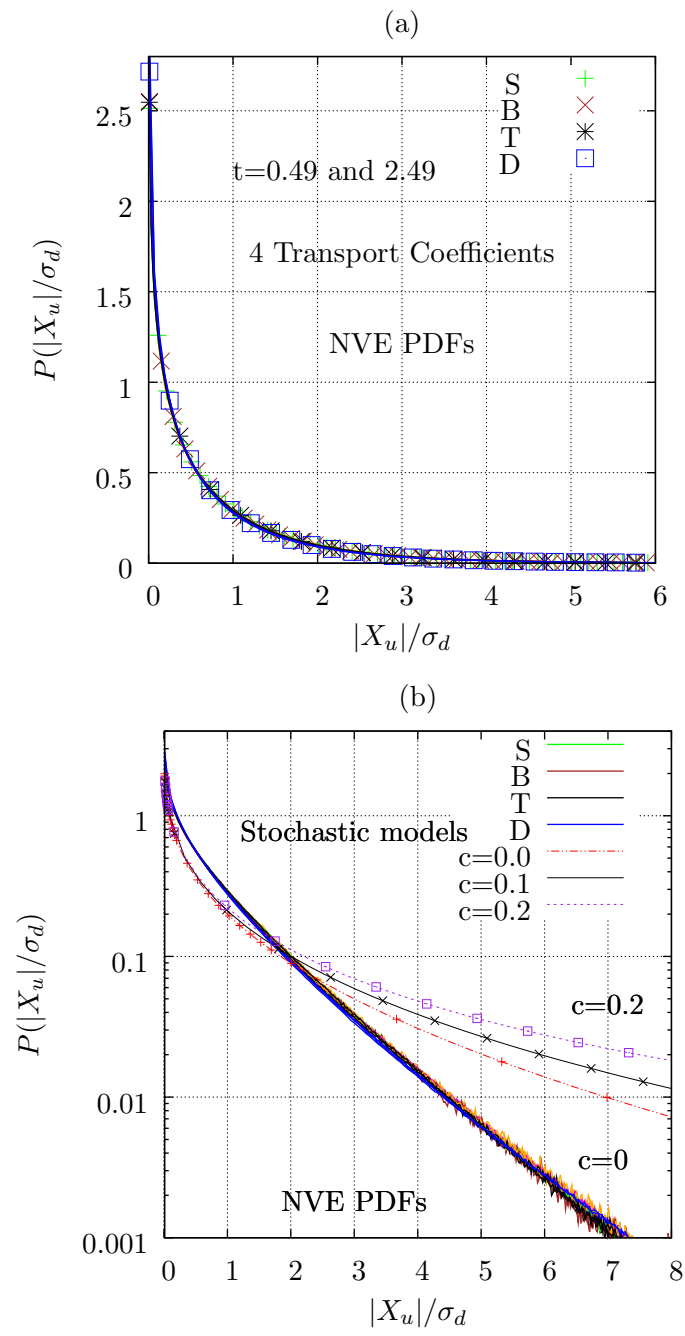 (a)
2.5
2
1.5
1
0.5
0
P(|X_u|/σ_d)
S
B
T
D
t=0.49 and 2.49
4 Transport Coefficients
NVE PDFs
0 1 2 3 4 5 6
|X_u|/σ_d
(b)
1
0.1
0.01
0.001
P(|X_u|/σ_d)
S
B
T
D
c=0.0
c=0.1
c=0.2
Stochastic models
c=0.2
c=0
NVE PDFs
0 1 2 3 4 5 6 7 8
|X_u|/σ_d